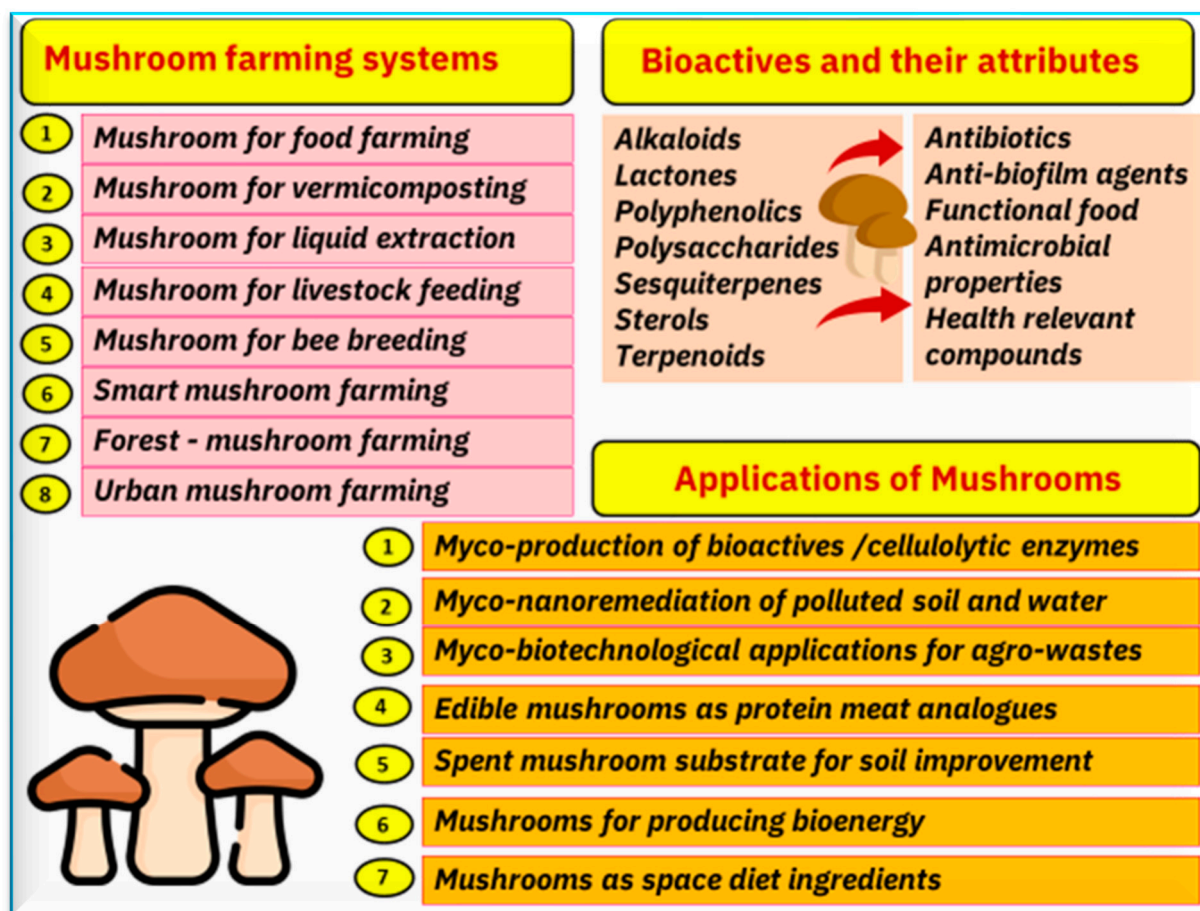 Mushroom farming systems
1 Mushroom for food farming
2 Mushroom for vermicomposting
3 Mushroom for liquid extraction
4 Mushroom for livestock feeding
5 Mushroom for bee breeding
6 Smart mushroom farming
7 Forest - mushroom farming
8 Urban mushroom farming
Bioactives and their attributes
Alkaloids
Lactones
Polyphenolics
Polysaccharides
Sesquiterpenes
Sterols
Terpenoids
Antibiotics
Anti-biofilm agents
Functional food
Antimicrobial
properties
Health relevant
compounds
Applications of Mushrooms
1 Myco-production of bioactives /cellulolytic enzymes
2 Myco-nanoremediation of polluted soil and water
3 Myco-biotechnological applications for agro-wastes
4 Edible mushrooms as protein meat analogues
5 Spent mushroom substrate for soil improvement
6 Mushrooms for producing bioenergy
7 Mushrooms as space diet ingredients